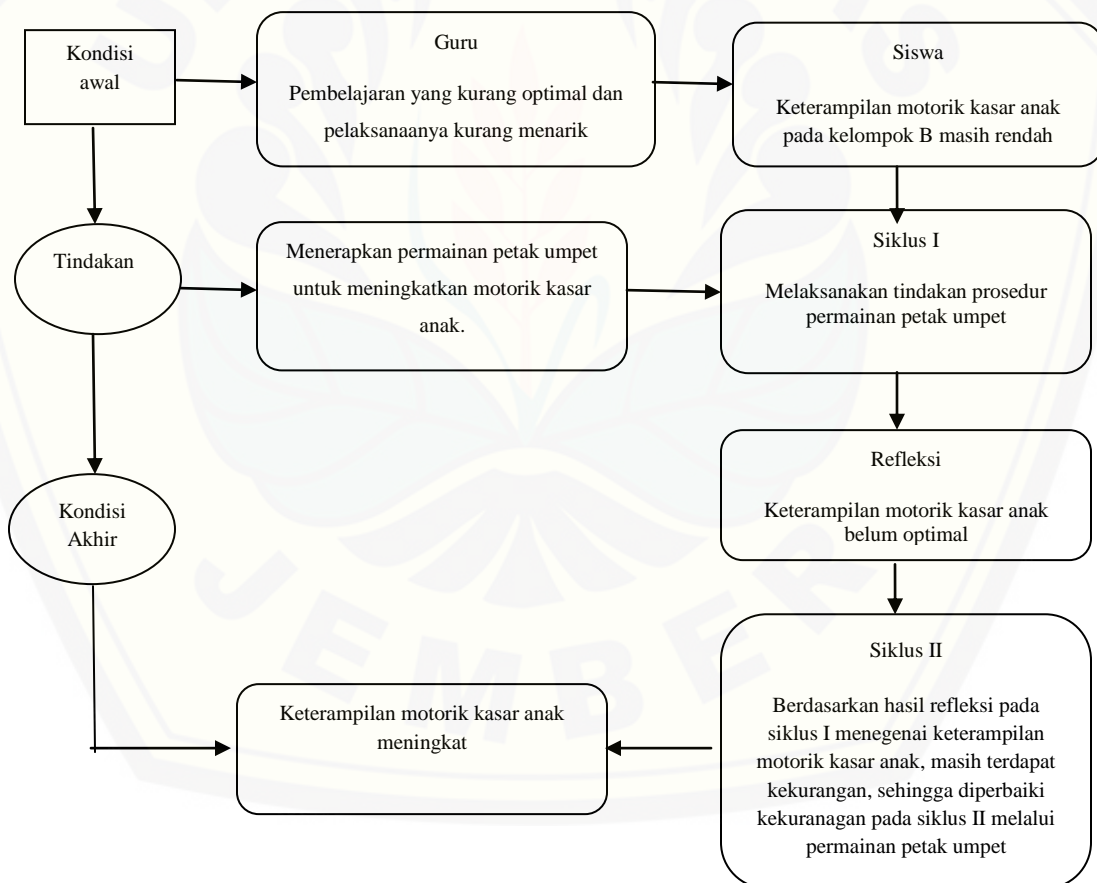 Kondisi
awal
Guru
Pembelajaran yang kurang optimal dan
pelaksanaanya kurang menarik
Siswa
Keterampilan motorik kasar anak
pada kelompok B masih rendah
Tindakan
Menerapkan permainan petak umpet
untuk meningkatkan motorik kasar
anak.
Siklus I
Melaksanakan tindakan prosedur
permainan petak umpet
Refleksi
Keterampilan motorik kasar anak
belum optimal
Kondisi
Akhir
Keterampilan motorik kasar anak
meningkat
Siklus II
Berdasarkan hasil refleksi pada
siklus I menegenai keterampilan
motorik kasar anak, masih terdapat
kekurangan, sehingga diperbaiki
kekuranagan pada siklus II melalui
permainan petak umpet
JEMBER